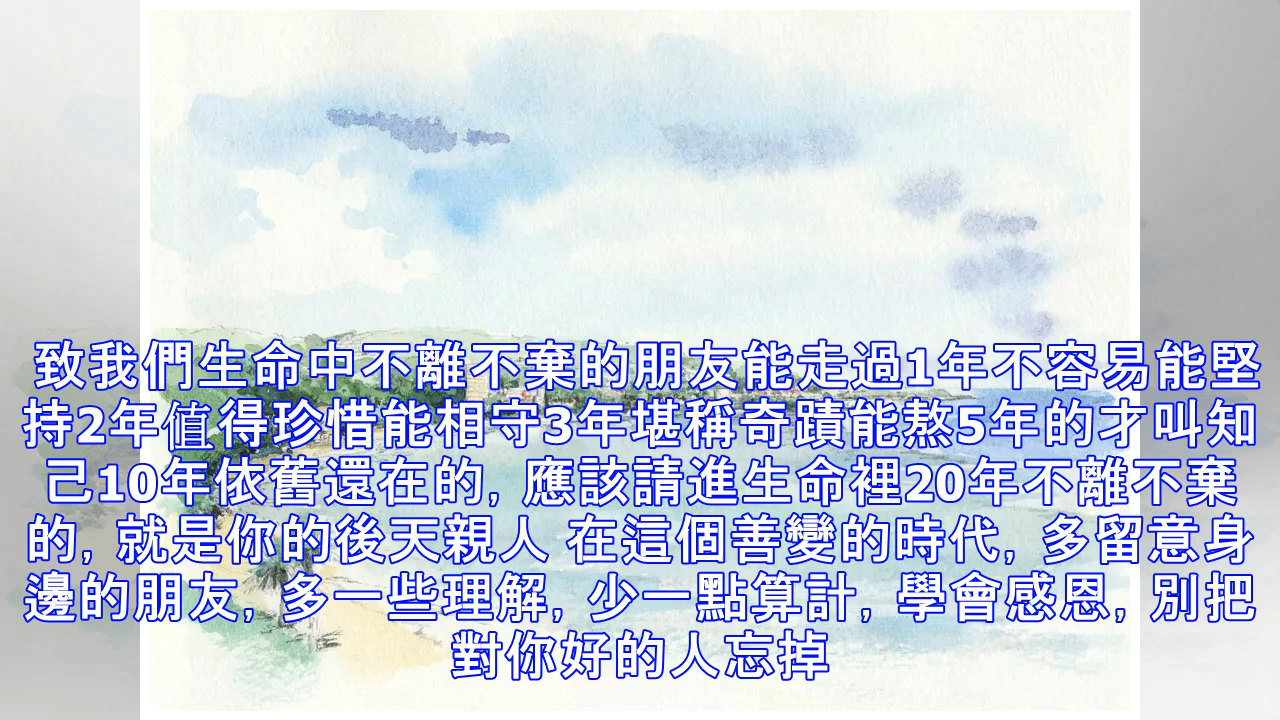 致我們生命中不離不棄的朋友能走過1年不容易能堅
持2年值得珍惜能相守3年堪稱奇蹟能熬5年的才叫知
己10年依舊還在的, 應該請進生命裡20年不離不棄
的, 就是你的後天親人 在這個善變的時代, 多留意身
邊的朋友, 多一些理解, 少一點算計, 學會感恩, 別把
對你好的人忘掉